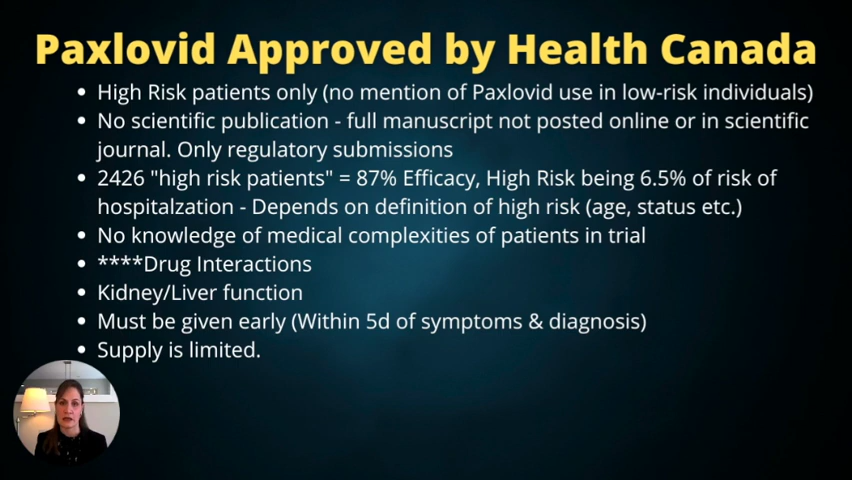 Paxlovid Approved by Health Canada
• High Risk patients only (no mention of Paxlovid use in low-risk individuals)
• No scientific publication - full manuscript not posted online or in scientific
journal. Only regulatory submissions
• 2426 "high risk patients" = 87% Efficacy, High Risk being 6.5% of risk of
hospitalzation - Depends on definition of high risk (age, status etc.)
• No knowledge of medical complexities of patients in trial
• ****Drug Interactions
• Kidney/Liver function
• Must be given early (Within 5d of symptoms & diagnosis)
• Supply is limited.